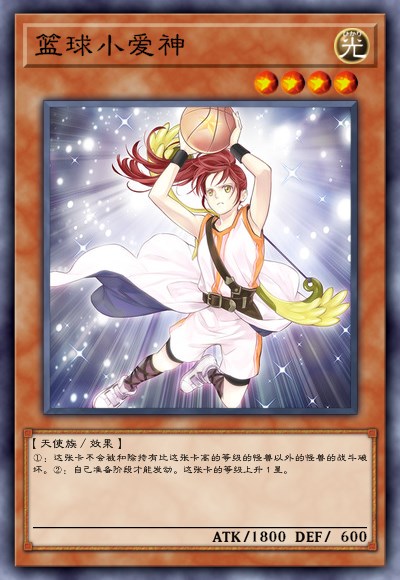 篮球小爱神
光
【天使族／效果】
①：这张卡不会被和除持有比这张卡高的等级的怪兽以外的怪兽的战斗破
坏。②：自己准备阶段才能发动。这张卡的等级上升１星。
ATK/1800 DEF/ 600